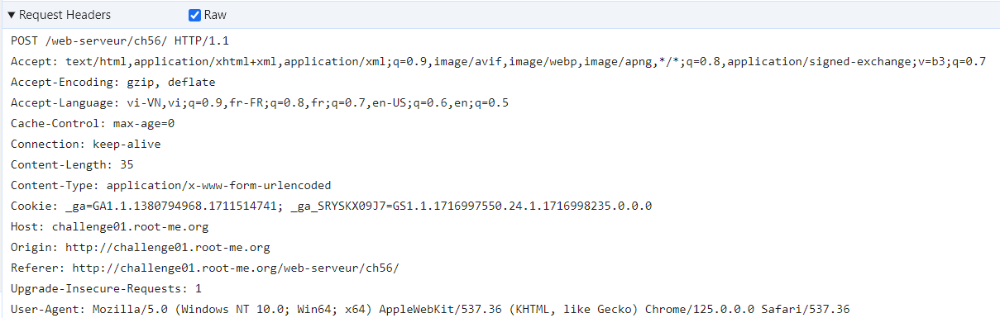 Request Headers Raw
POST /web-serveur/ch56/ HTTP/1.1
Accept: text/html,application/xhtml+xml,application/xml;q=0.9,image/avif,image/webp,image/apng,*/*;q=0.8,application/signed-exchange;v=b3;q=0.7
Accept-Encoding: gzip, deflate
Accept-Language: vi-VN,vi;q=0.9,fr-FR;q=0.8,fr;q=0.7,en-US;q=0.6,en;q=0.5
Cache-Control: max-age=0
Connection: keep-alive
Content-Length: 35
Content-Type: application/x-www-form-urlencoded
Cookie: _ga=GA1.1.1380794968.1711514741; _ga_SRYSKX09J7=GS1.1.1716997550.24.1.1716998235.0.0.0
Host: challenge01.root-me.org
Origin: http://challenge01.root-me.org
Referer: http://challenge01.root-me.org/web-serveur/ch56/
Upgrade-Insecure-Requests: 1
User-Agent: Mozilla/5.0 (Windows NT 10.0; Win64; x64) AppleWebKit/537.36 (KHTML, like Gecko) Chrome/125.0.0.0 Safari/537.36